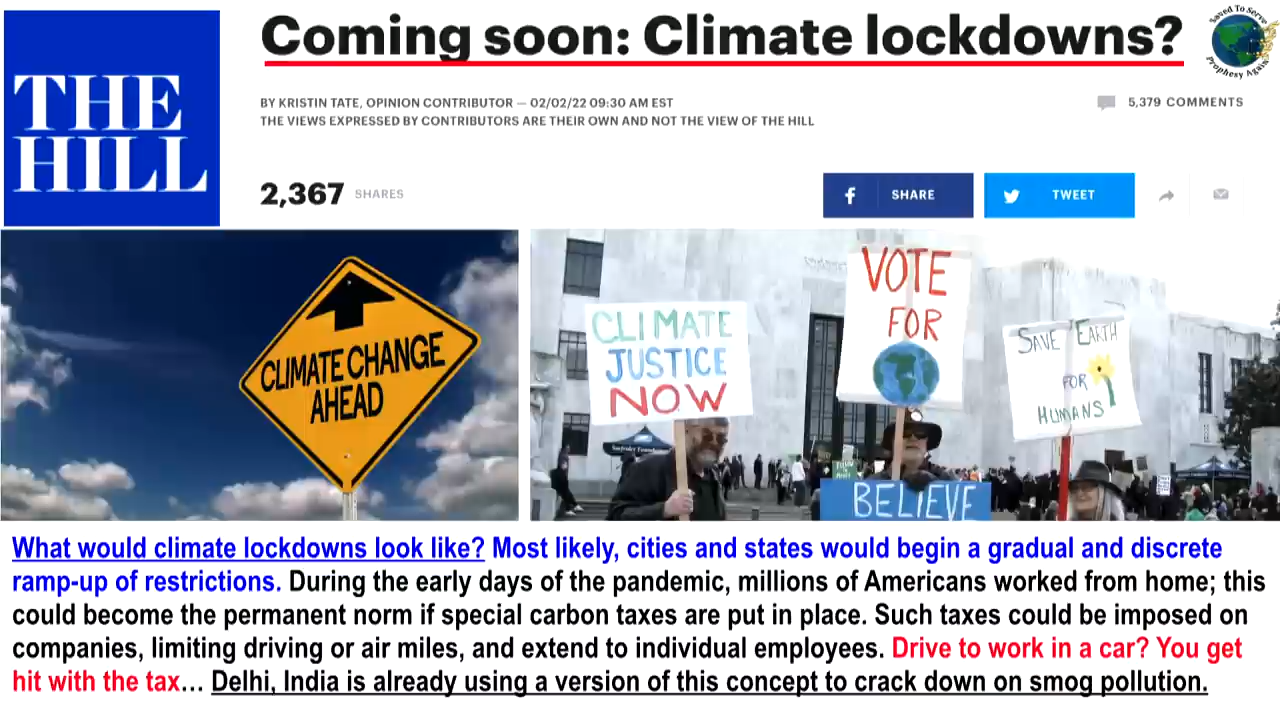 Coming soon: Climate lockdowns?
Saved To Serve
Prophesy Again
THE
HILL
BY KRISTIN TATE, OPINION CONTRIBUTOR — 02/02/22 09:30 AM EST
THE VIEWS EXPRESSED BY CONTRIBUTORS ARE THEIR OWN AND NOT THE VIEW OF THE HILL
5,379 COMMENTS
2,367 SHARES
SHARE
TWEET
CLIMATE CHANGE
AHEAD
CLIMATE
JUSTICE
NOW
VOTE
FOR
SAVE EARTH
FOR
HUMANS
BELIEVE
What would climate lockdowns look like? Most likely, cities and states would begin a gradual and discrete
ramp-up of restrictions. During the early days of the pandemic, millions of Americans worked from home; this
could become the permanent norm if special carbon taxes are put in place. Such taxes could be imposed on
companies, limiting driving or air miles, and extend to individual employees. Drive to work in a car? You get
hit with the tax... Delhi, India is already using a version of this concept to crack down on smog pollution.